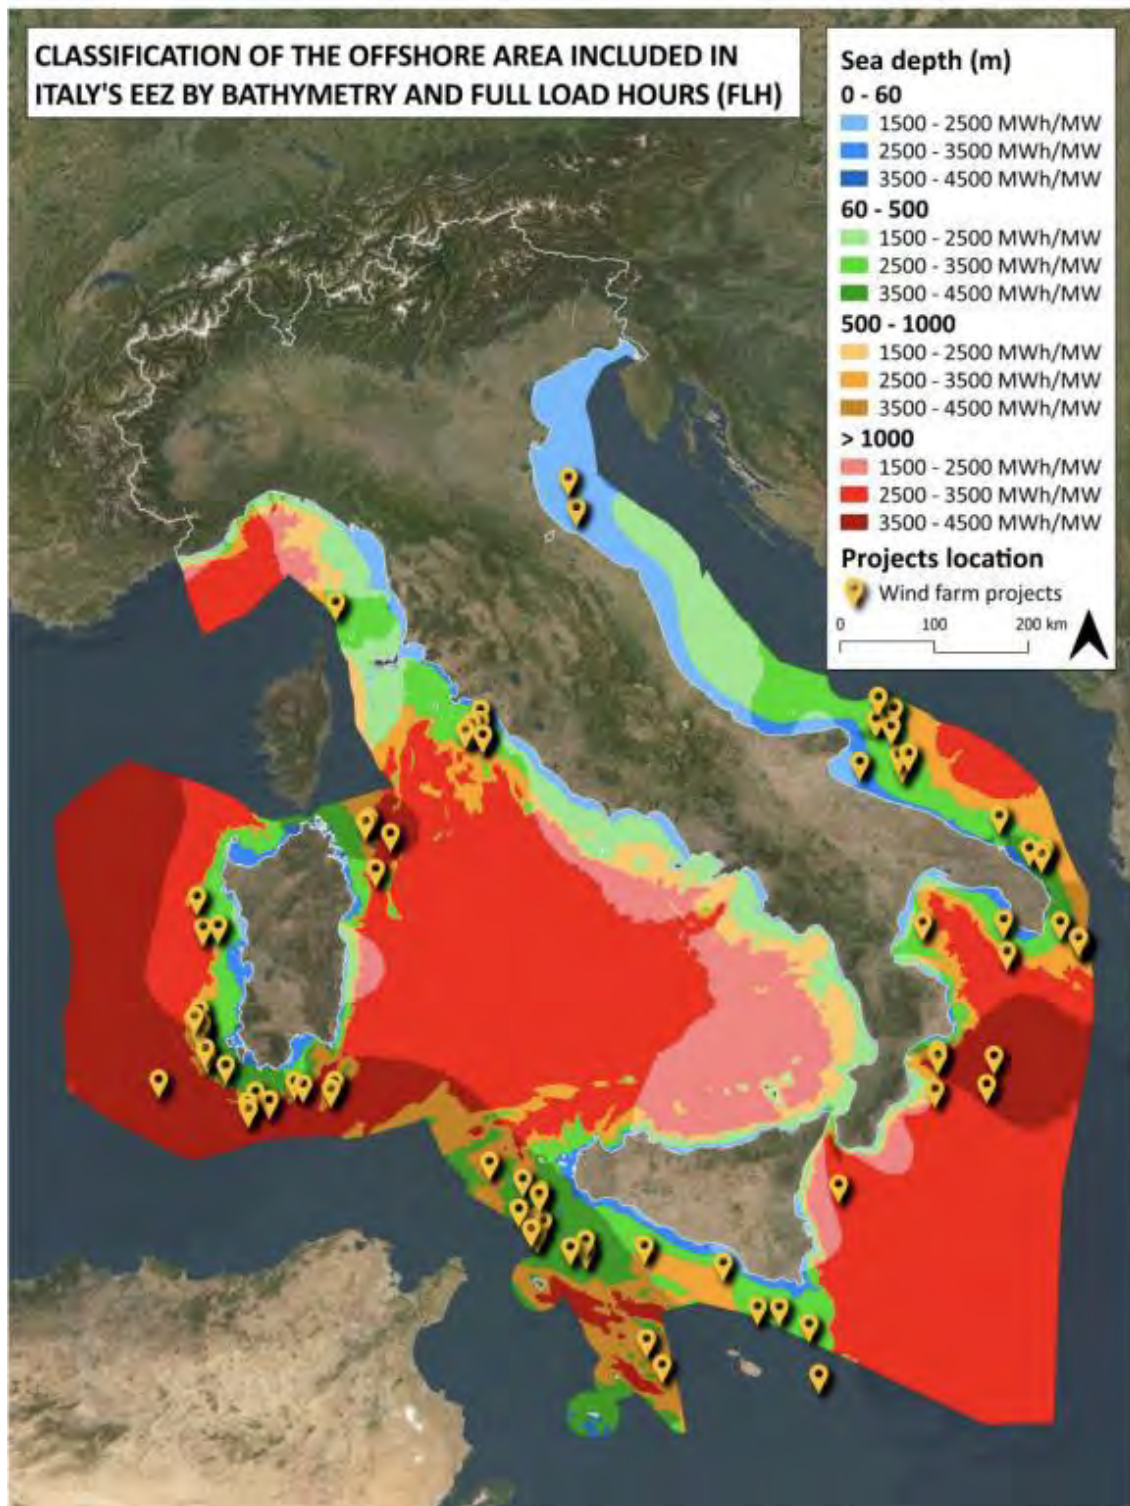 CLASSIFICATION OF THE OFFSHORE AREA INCLUDED IN
ITALY'S EEZ BY BATHYMETRY AND FULL LOAD HOURS (FLH)
Sea depth (m)
0 - 60
1500 - 2500 MWh/MW
2500 - 3500 MWh/MW
3500 - 4500 MWh/MW
60 - 500
1500 - 2500 MWh/MW
2500 - 3500 MWh/MW
3500 - 4500 MWh/MW
500 - 1000
1500 - 2500 MWh/MW
2500 - 3500 MWh/MW
3500 - 4500 MWh/MW
> 1000
1500 - 2500 MWh/MW
2500 - 3500 MWh/MW
3500 - 4500 MWh/MW
Projects location
Wind farm projects
0 100 200 km